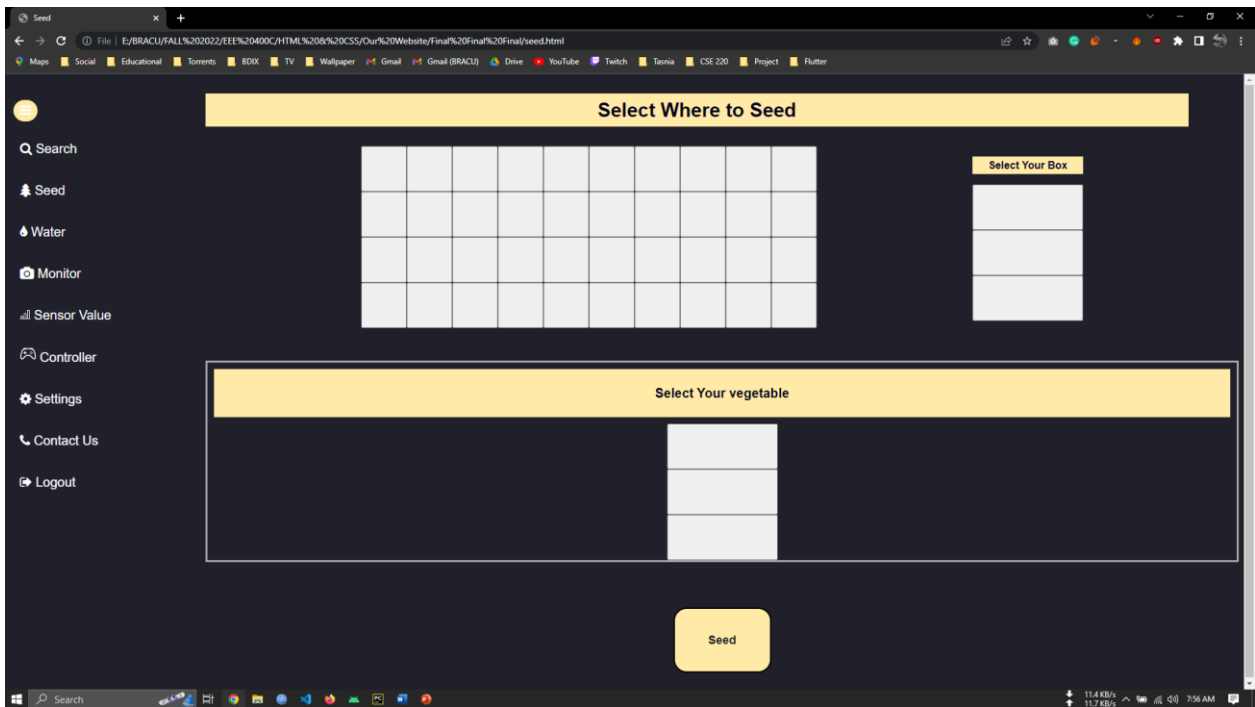 Seed
File | E:/BRACU/FALL%202022/EEE%20400C/HTML%20&%20CSS/Our%20Website/Final%20Final%20Final/seed.html
Maps Social Educational Torrents BDIX TV Wallpaper Gmail Gmail (BRACU) Drive YouTube Twitch Tasnia CSE 220 Project Flutter
Select Where to Seed
Search
Select Your Box
Seed
Water
Monitor
Sensor Value
Controller
Settings
Select Your vegetable
Contact Us
Logout
Seed
Search
11.4 KB/s
11.7 KB/s
7:56 AM